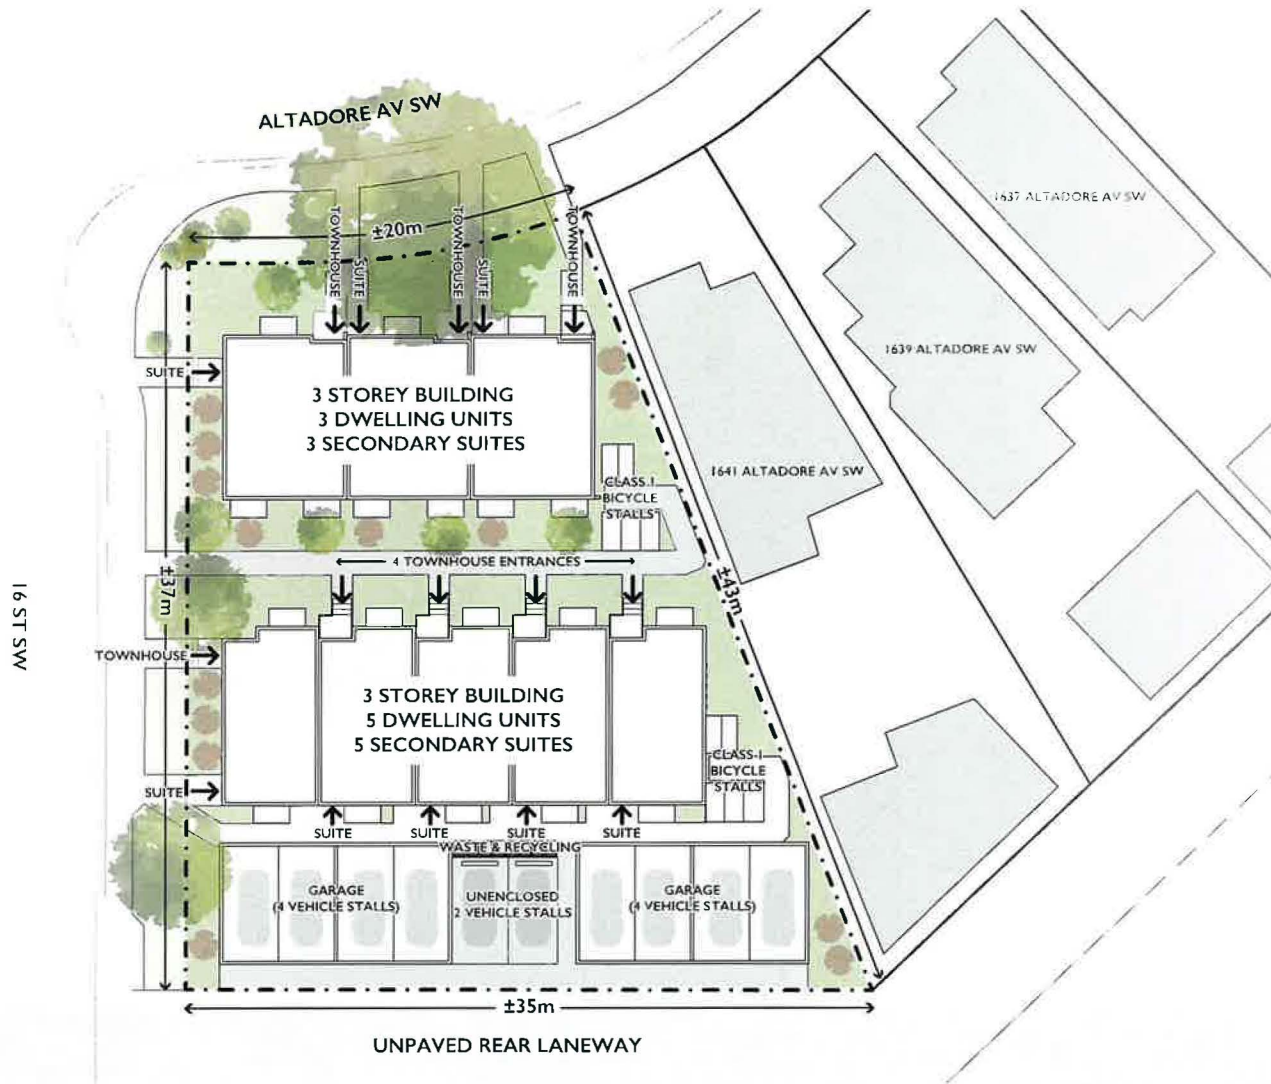 ALTADORE AV SW
±20m
TOWNHOUSE
SUITE
TOWNHOUSE
SUITE
TOWNHOUSE
1637 ALTADORE AV SW
1639 ALTADORE AV SW
1641 ALTADORE AV SW
SUITE
3 STOREY BUILDING
3 DWELLING UNITS
3 SECONDARY SUITES
CLASS-1
BICYCLE
STALLS
4 TOWNHOUSE ENTRANCES
±37m
±43m
16 ST SW
TOWNHOUSE
3 STOREY BUILDING
5 DWELLING UNITS
5 SECONDARY SUITES
CLASS-1
BICYCLE
STALLS
SUITE
SUITE
SUITE
SUITE
SUITE
WASTE & RECYCLING
GARAGE
(4 VEHICLE STALLS)
UNENCLOSED
2 VEHICLE STALLS
GARAGE
(4 VEHICLE STALLS)
±35m
UNPAVED REAR LANEWAY